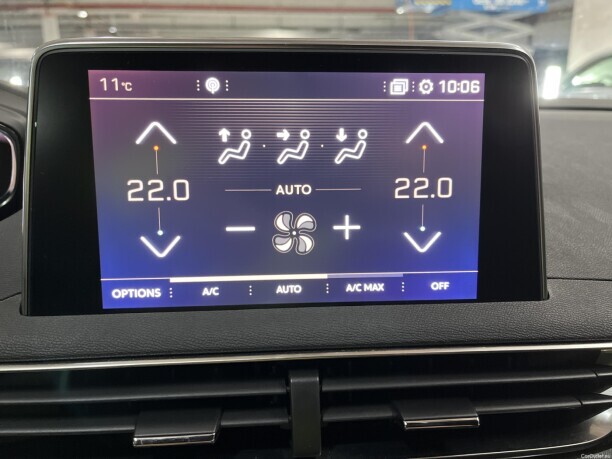 11°C 10:06
22.0 22.0
AUTO
OPTIONS A/C AUTO A/C MAX OFF